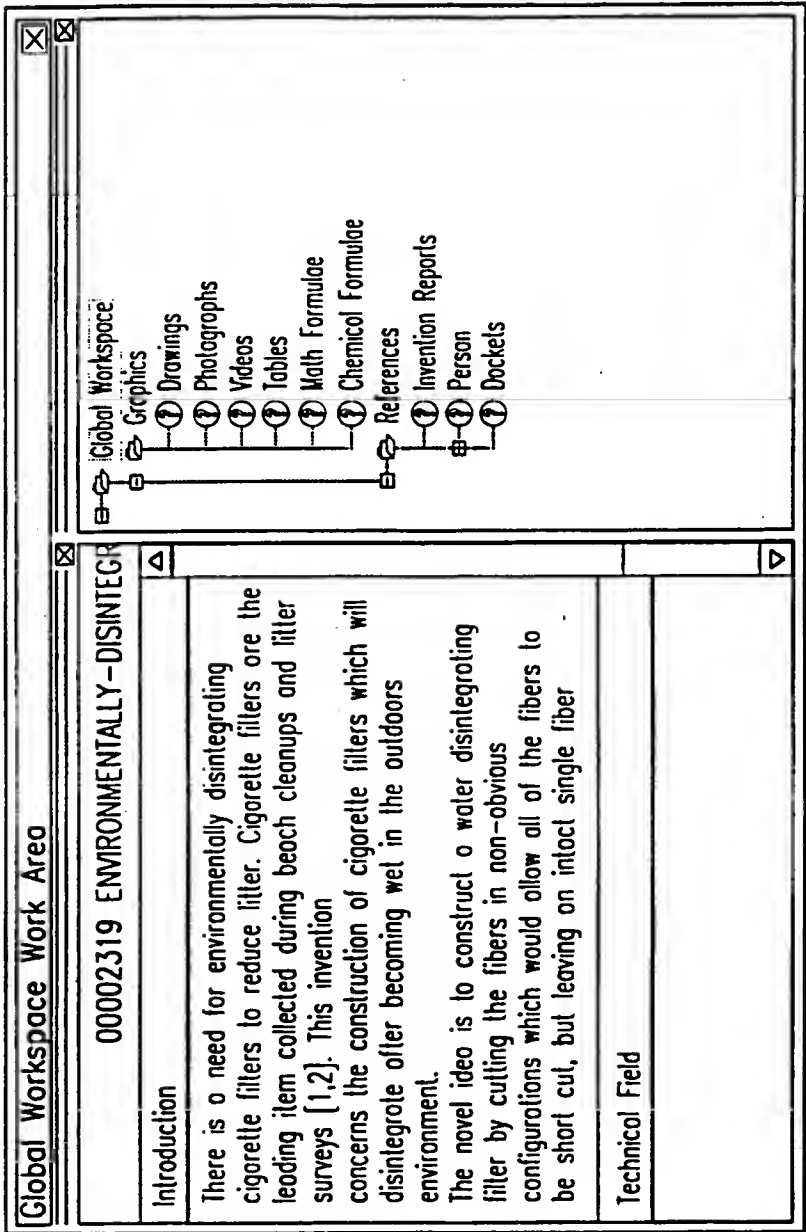 Global Workspace Work Area
00002319 ENVIRONMENTALLY-DISINTEGR
Introduction
There is a need for environmentally disintegrating
cigarette filters to reduce litter. Cigarette filters are the
leading item collected during beach cleanups and litter
surveys [1,2]. This invention
concerns the construction of cigarette filters which will
disintegrate after becoming wet in the outdoors
environment.
The novel idea is to construct a water disintegrating
filter by cutting the fibers in non-obvious
configurations which would allow all of the fibers to
be short cut, but leaving an intact single fiber
Technical Field
Global Workspace
Graphics
? Drawings
? Photographs
? Videos
? Tables
? Math Formulae
? Chemical Formulae
References
? Invention Reports
? Person
? Dockets